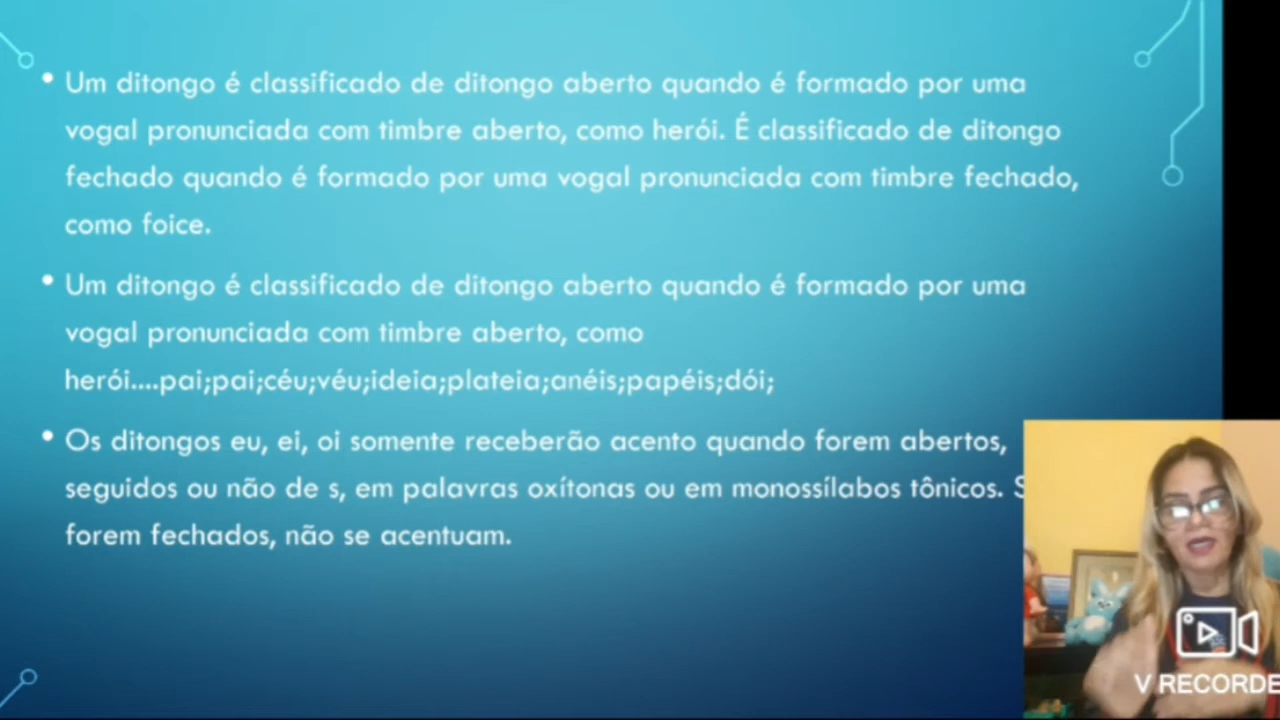 • Um ditongo é classificado de ditongo aberto quando é formado por uma
vogal pronunciada com timbre aberto, como herói. É classificado de ditongo
fechado quando é formado por uma vogal pronunciada com timbre fechado,
como foice.
• Um ditongo é classificado de ditongo aberto quando é formado por uma
vogal pronunciada com timbre aberto, como
herói....pai;pai;céu;véu;ideia;plateia;anéis;papéis;dói;
• Os ditongos eu, ei, oi somente receberão acento quando forem abertos,
seguidos ou não de s, em palavras oxítonas ou em monossílabos tônicos.
forem fechados, não se acentuam.
V RECORDE